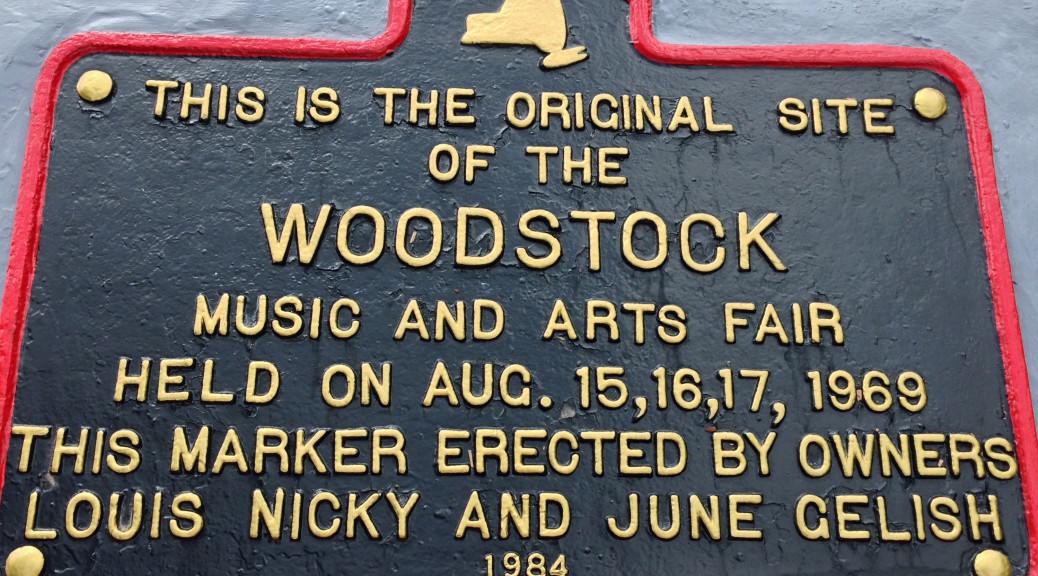 THIS IS THE ORIGINAL SITE
OF THE
WOODSTOCK
MUSIC AND ARTS FAIR
HELD ON AUG. 15,16,17, 1969
THIS MARKER ERECTED BY OWNERS
LOUIS NICKY AND JUNE GELISH
1984